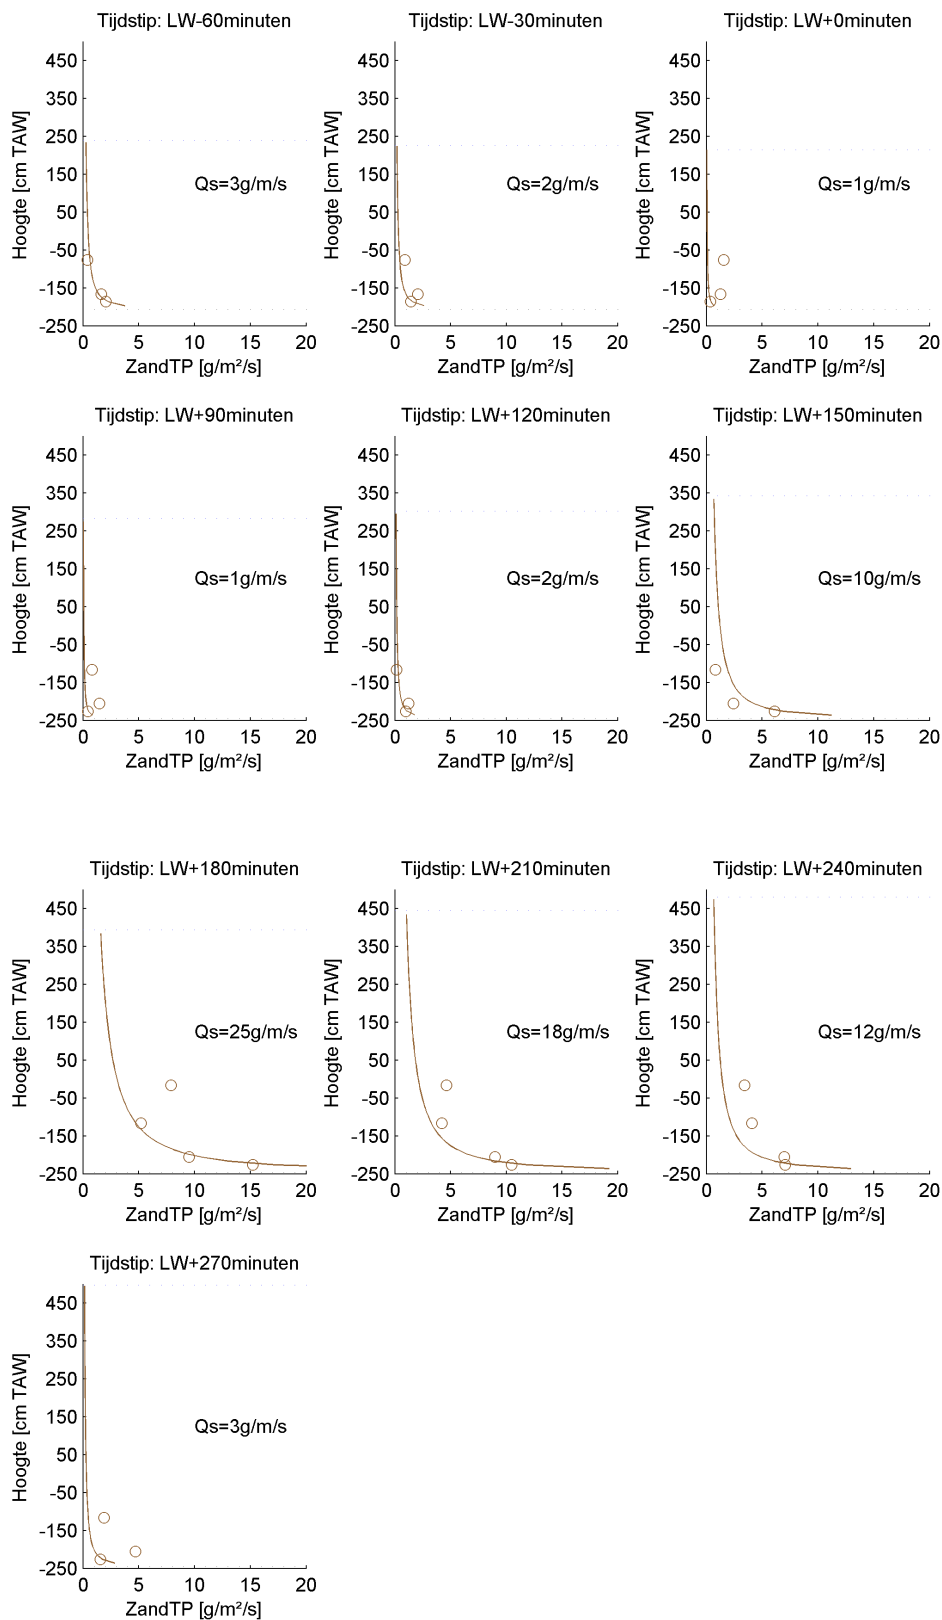 Tijdstip: LW-60minuten
Tijdstip: LW-30minuten
Tijdstip: LW+0minuten
450
350
250
150
50
-50
-150
-250
Hoogte [cm TAW]
Qs=3g/m/s
0 5 10 15 20
ZandTP [g/m²/s]
450
350
250
150
50
-50
-150
-250
Hoogte [cm TAW]
Qs=2g/m/s
0 5 10 15 20
ZandTP [g/m²/s]
450
350
250
150
50
-50
-150
-250
Hoogte [cm TAW]
Qs=1g/m/s
0 5 10 15 20
ZandTP [g/m²/s]
Tijdstip: LW+90minuten
Tijdstip: LW+120minuten
Tijdstip: LW+150minuten
450
350
250
150
50
-50
-150
-250
Hoogte [cm TAW]
Qs=1g/m/s
0 5 10 15 20
ZandTP [g/m²/s]
450
350
250
150
50
-50
-150
-250
Hoogte [cm TAW]
Qs=2g/m/s
0 5 10 15 20
ZandTP [g/m²/s]
450
350
250
150
50
-50
-150
-250
Hoogte [cm TAW]
Qs=10g/m/s
0 5 10 15 20
ZandTP [g/m²/s]
Tijdstip: LW+180minuten
Tijdstip: LW+210minuten
Tijdstip: LW+240minuten
450
350
250
150
50
-50
-150
-250
Hoogte [cm TAW]
Qs=25g/m/s
0 5 10 15 20
ZandTP [g/m²/s]
450
350
250
150
50
-50
-150
-250
Hoogte [cm TAW]
Qs=18g/m/s
0 5 10 15 20
ZandTP [g/m²/s]
450
350
250
150
50
-50
-150
-250
Hoogte [cm TAW]
Qs=12g/m/s
0 5 10 15 20
ZandTP [g/m²/s]
Tijdstip: LW+270minuten
450
350
250
150
50
-50
-150
-250
Hoogte [cm TAW]
Qs=3g/m/s
0 5 10 15 20
ZandTP [g/m²/s]